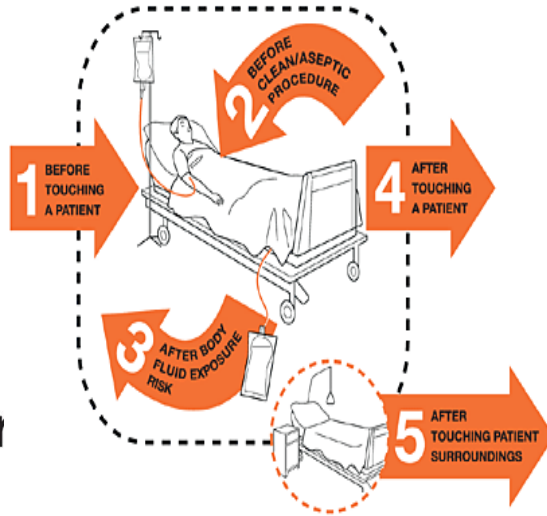 2 BEFORE
CLEAN/ASEPTIC
PROCEDURE
1 BEFORE
TOUCHING
A PATIENT
4 AFTER
TOUCHING
A PATIENT
3 AFTER BODY
FLUID EXPOSURE
RISK
5 AFTER
TOUCHING PATIENT
SURROUNDINGS